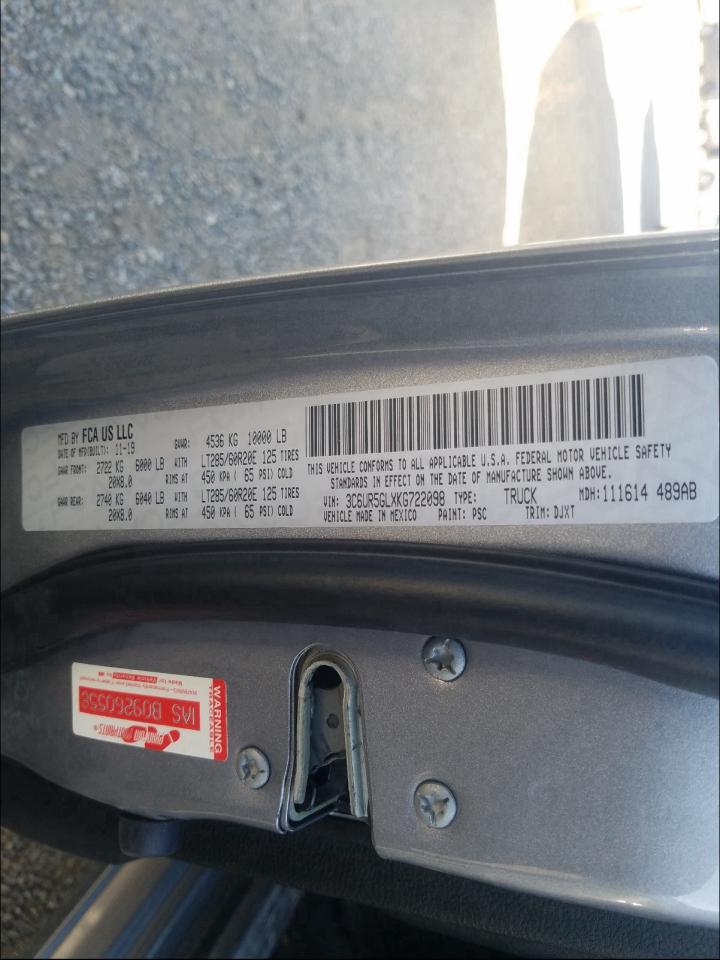 MFD BY FCA US LLC
DATE OF MFD(BUILT): 11-19 GVWR: 4536 KG 10000 LB
GAWR FRONT: 2722 KG 6000 LB WITH LT285/60R20E 125 TIRES
20X8.0 RIMS AT 450 KPA ( 65 PSI) COLD
GAWR REAR: 2740 KG 6040 LB WITH LT285/60R20E 125 TIRES
20X8.0 RIMS AT 450 KPA ( 65 PSI) COLD
THIS VEHICLE CONFORMS TO ALL APPLICABLE U.S.A. FEDERAL MOTOR VEHICLE SAFETY
STANDARDS IN EFFECT ON THE DATE OF MANUFACTURE SHOWN ABOVE.
VIN: 3C6UR5GLXKG722098 TYPE: TRUCK MDH: 111614 489AB
VEHICLE MADE IN MEXICO PAINT: PSC TRIM: DJXT
WARNING
IAS B09260556